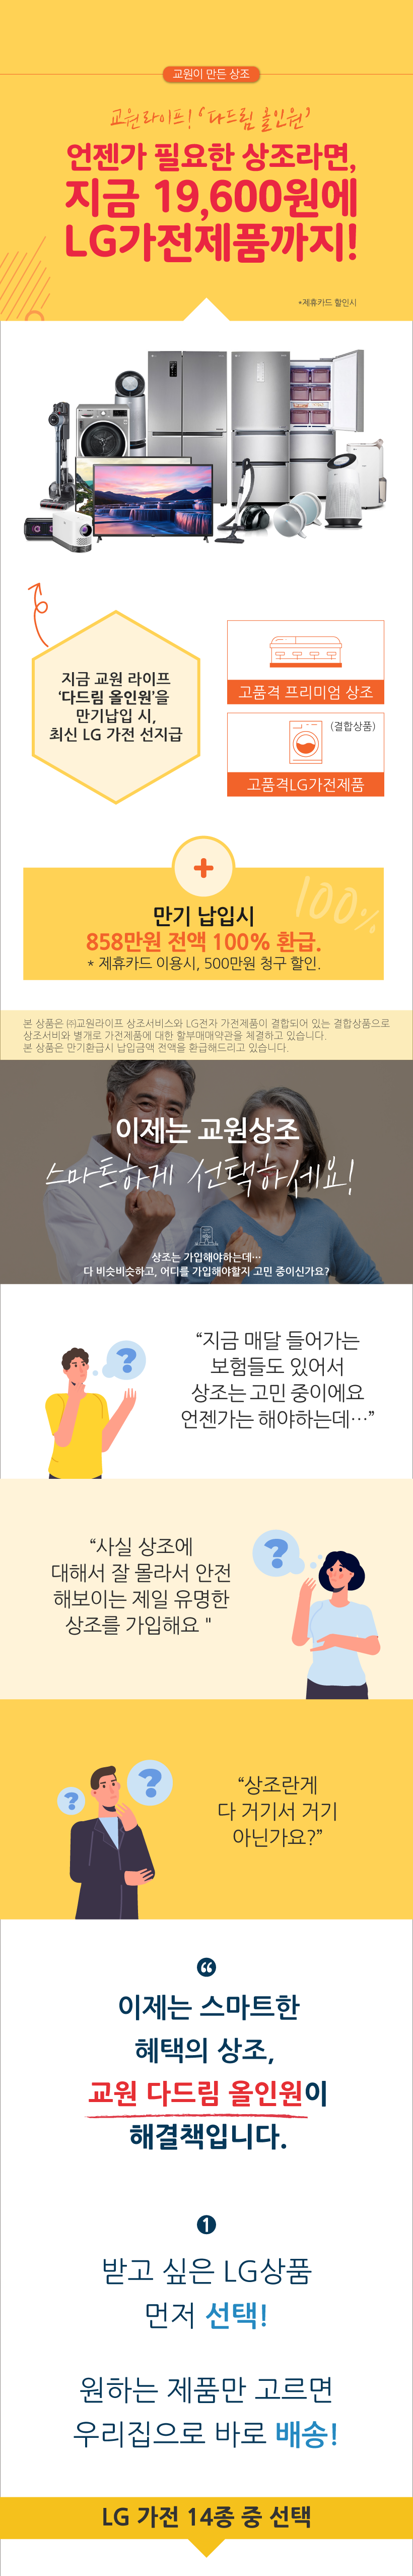 교원이 만든 상조
교원라이프! ‘다드림 올인원’
언젠가 필요한 상조라면,
지금 19,600원에
LG가전제품까지!
*제휴카드 할인시
지금 교원 라이프
‘다드림 올인원’을
만기납입 시,
최신 LG 가전 선지급
고품격 프리미엄 상조
(결합상품)
고품격LG가전제품
+
100%
만기 납입시
858만원 전액 100% 환급.
* 제휴카드 이용시, 500만원 청구 할인.
본 상품은 ㈜교원라이프 상조서비스와 LG전자 가전제품이 결합되어 있는 결합상품으로
상조서비와 별개로 가전제품에 대한 할부매매약관을 체결하고 있습니다.
본 상품은 만기환급시 납입금액 전액을 환급해드리고 있습니다.
이제는 교원상조
스마트하게 선택하세요!
상조는 가입해야하는데…
다 비슷비슷하고, 어디를 가입해야할지 고민 중이신가요?
“지금 매달 들어가는
보험들도 있어서
상조는 고민 중이에요
언젠가는 해야하는데…”
?
“사실 상조에
대해서 잘 몰라서 안전
해보이는 제일 유명한
상조를 가입해요 "
?
?
?
“상조란게
다 거기서 거기
아닌가요?”
“
이제는 스마트한
혜택의 상조,
교원 다드림 올인원이
해결책입니다.
1
받고 싶은 LG상품
먼저 선택!
원하는 제품만 고르면
우리집으로 바로 배송!
LG 가전 14종 중 선택